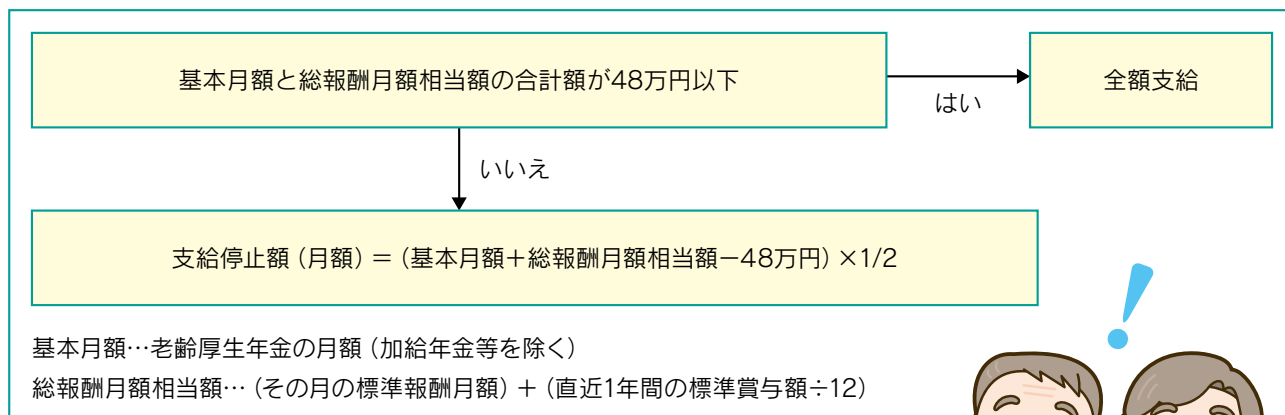 基本月額と総報酬月額相当額の合計額が48万円以下
はい
全額支給
いいえ
支給停止額（月額）＝（基本月額＋総報酬月額相当額−48万円）×1/2
基本月額…老齢厚生年金の月額（加給年金等を除く）
総報酬月額相当額…（その月の標準報酬月額）＋（直近1年間の標準賞与額÷12）